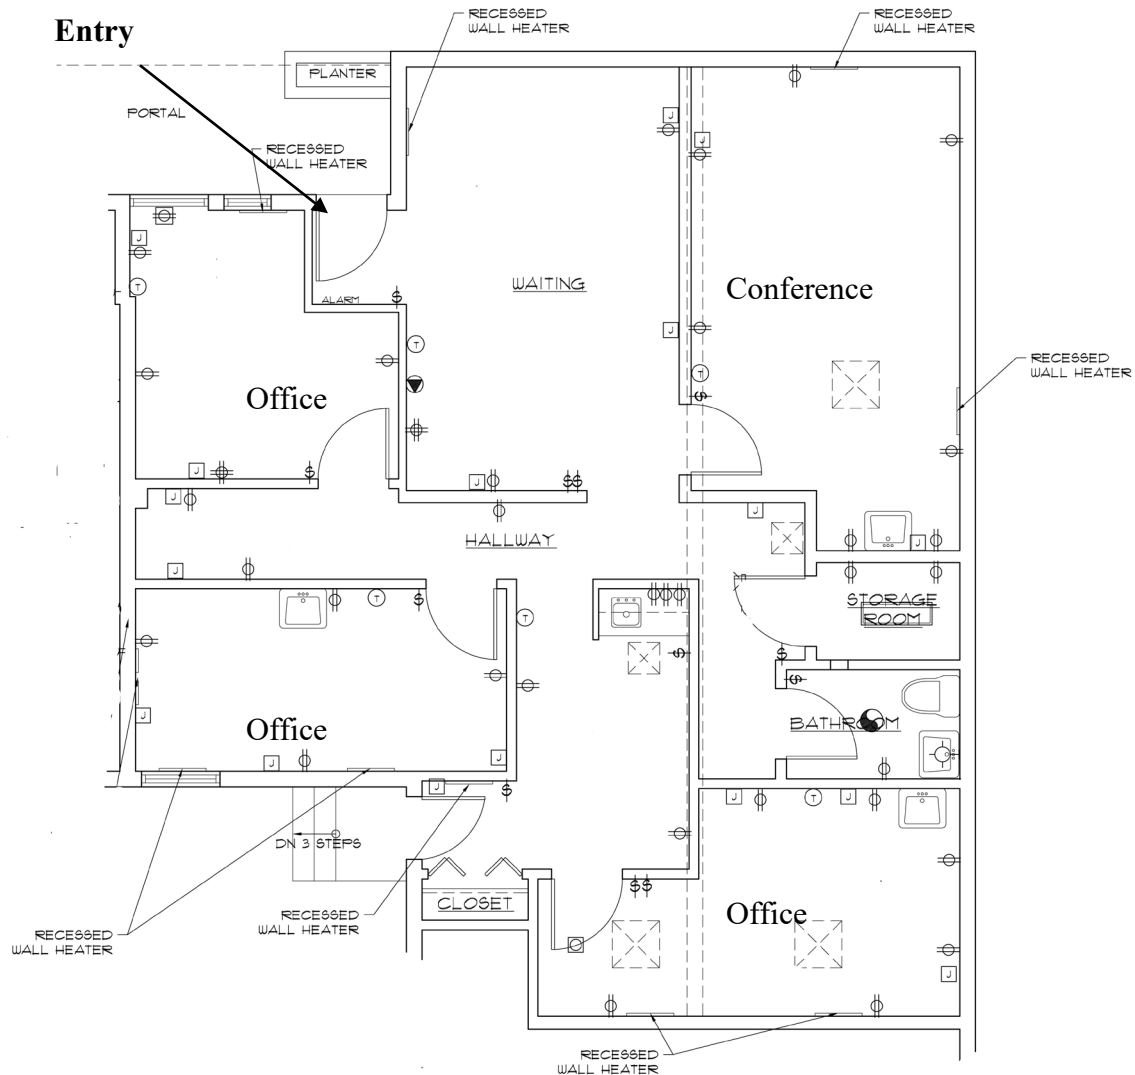 RECESSED
WALL HEATER
RECESSED
WALL HEATER
Entry
PLANTER
PORTAL
RECESSED
WALL HEATER
J
J
J
T
WAITING
Conference
ALARM
$
J
T
T
RECESSED
WALL HEATER
$
Office
J
$
J
$$
J
J
HALLWAY
J
J
T
$
STORAGE
ROOM
T
$
$
$
J
Office
BATHROOM
J
J
J
$
J
T
J
DN 3 STEPS
$$
CLOSET
Office
RECESSED
WALL HEATER
RECESSED
WALL HEATER
J
RECESSED
WALL HEATER